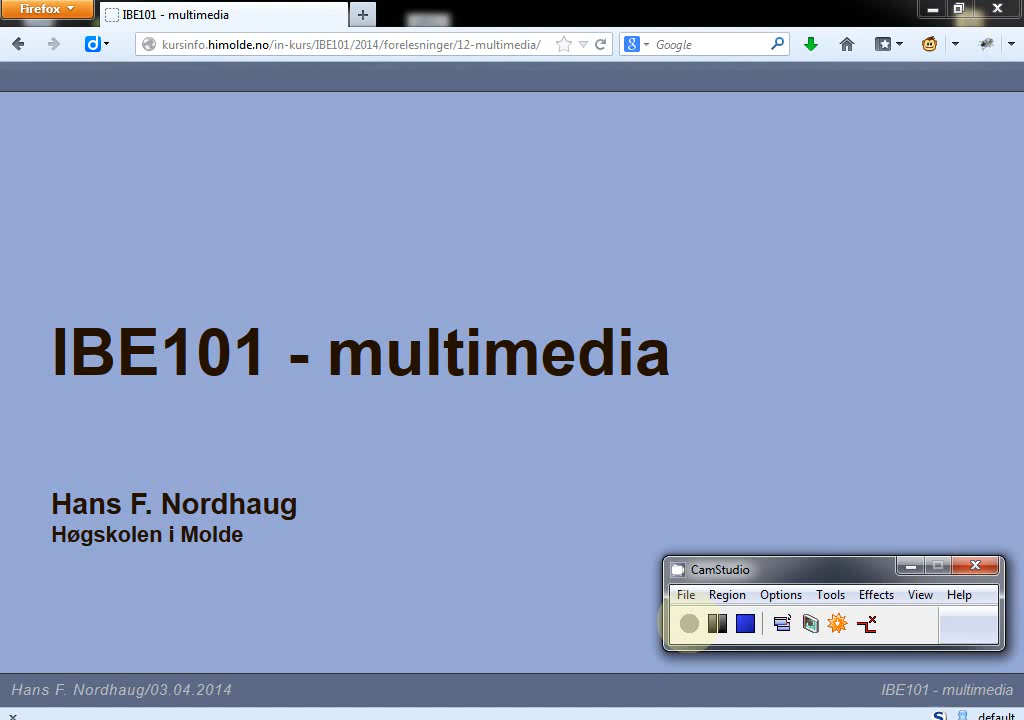 Firefox
IBE101 - multimedia
kursinfo.himolde.no/in-kurs/IBE101/2014/forelesninger/12-multimedia/
Google
IBE101 - multimedia
Hans F. Nordhaug
Høgskolen i Molde
CamStudio
File Region Options Tools Effects View Help
Hans F. Nordhaug/03.04.2014
IBE101 - multimedia
default